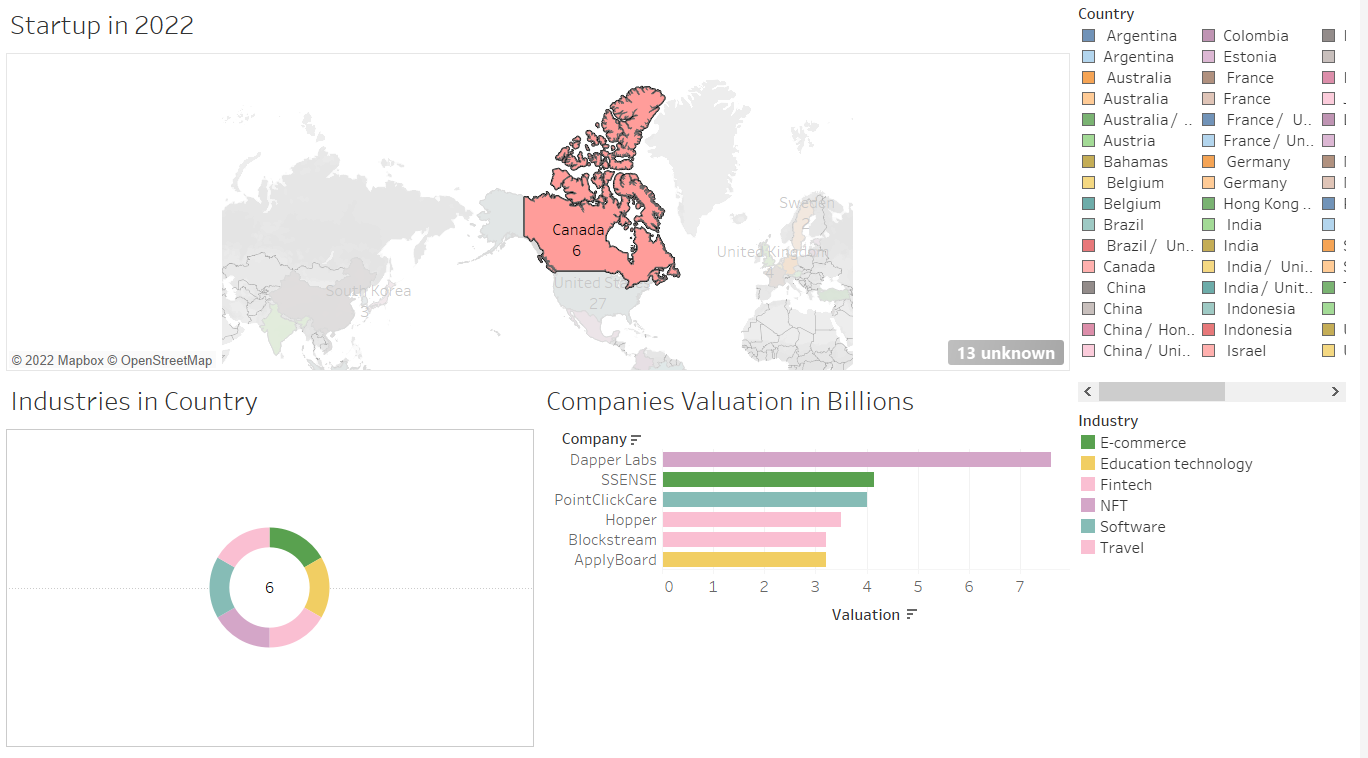 Startup in 2022
Sweden
2
Canada
6
United Kingdom
7
United States
27
South Korea
3
© 2022 Mapbox © OpenStreetMap
13 unknown
Country
Argentina
Argentina
Australia
Australia
Australia / ..
Austria
Bahamas
Belgium
Belgium
Brazil
Brazil / Un..
Canada
China
China
China / Hon..
China / Uni..
Colombia
Estonia
France
France
France / U..
France / Un..
Germany
Germany
Hong Kong ..
India
India
India / Uni..
India / Unit..
Indonesia
Indonesia
Israel
Industries in Country
6
Companies Valuation in Billions
Company
Dapper Labs
SSENSE
PointClickCare
Hopper
Blockstream
ApplyBoard
0 1 2 3 4 5 6 7
Valuation
Industry
E-commerce
Education technology
Fintech
NFT
Software
Travel